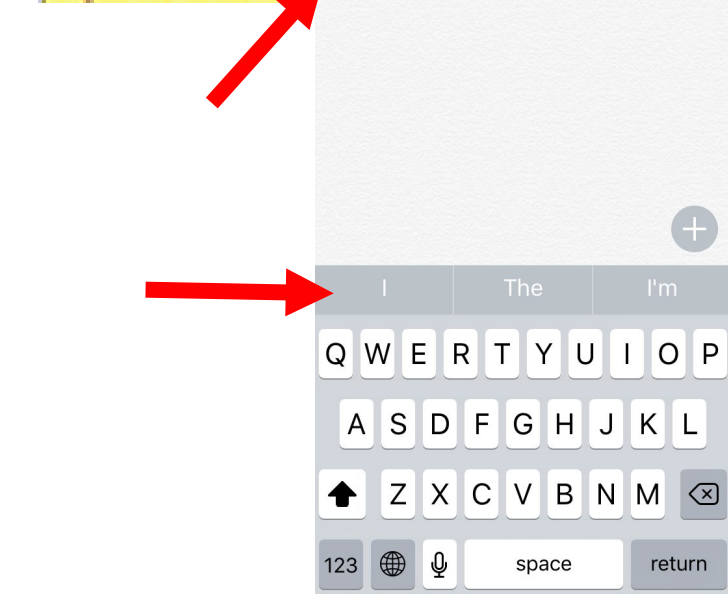 I The I'm
Q W E R T Y U I O P
A S D F G H J K L
Z X C V B N M
123 space return